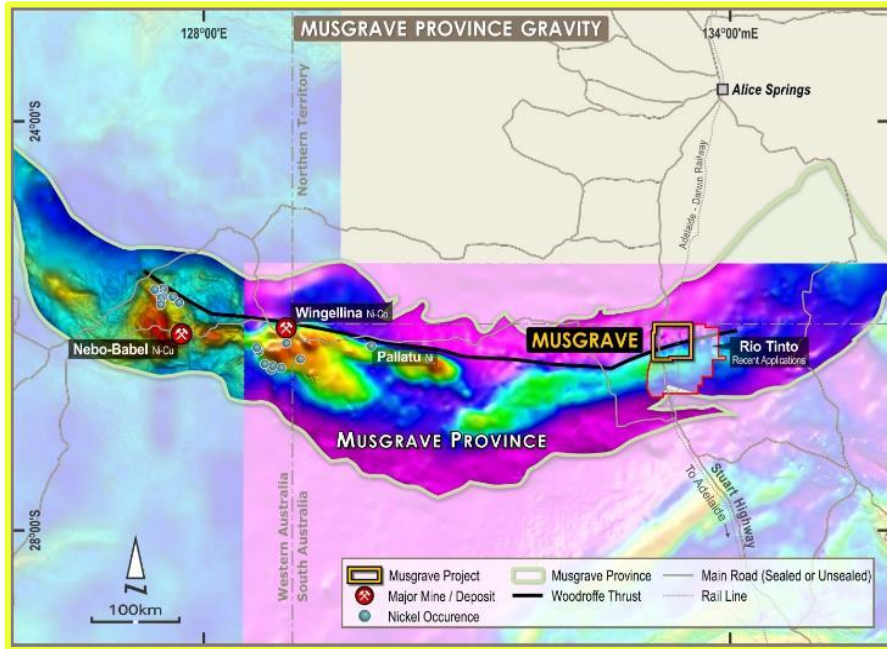 MUSGRAVE PROVINCE GRAVITY
128°00'E
134°00'mE
Alice Springs
24°00'S
Northern Territory
Adelaide - Darwin Railway
Wingellina Ni-Co
Nebo-Babel Ni-Cu
Pallatu Ni
MUSGRAVE
Rio Tinto
Recent Applications
MUSGRAVE PROVINCE
28°00'S
Western Australia
South Australia
To Adelaide
Stuart Highway
N
100km
Musgrave Project
Musgrave Province
Main Road (Sealed or Unsealed)
Major Mine / Deposit
Woodroffe Thrust
Rail Line
Nickel Occurence